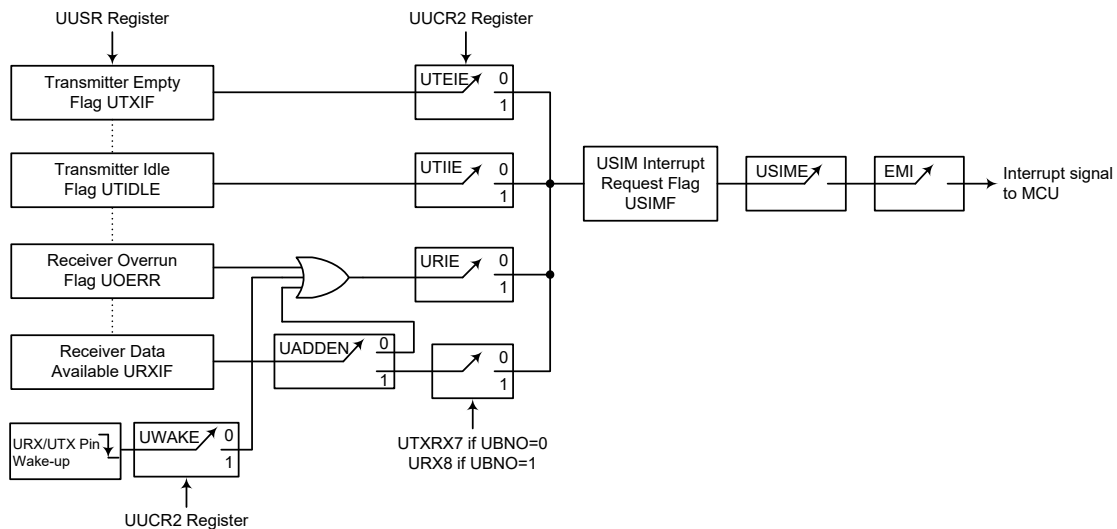 UUSR Register
UUCR2 Register
Transmitter Empty
Flag UTXIF
UTEIE
0
1
Transmitter Idle
Flag UTIDLE
UTIIE
0
1
USIM Interrupt
Request Flag
USIMF
USIME
EMI
Interrupt signal
to MCU
Receiver Overrun
Flag UOERR
URIE
0
1
Receiver Data
Available URXIF
UADDEN
0
1
0
1
UTXRX7 if UBNO=0
URX8 if UBNO=1
URX/UTX Pin
Wake-up
UWAKE
0
1
UUCR2 Register